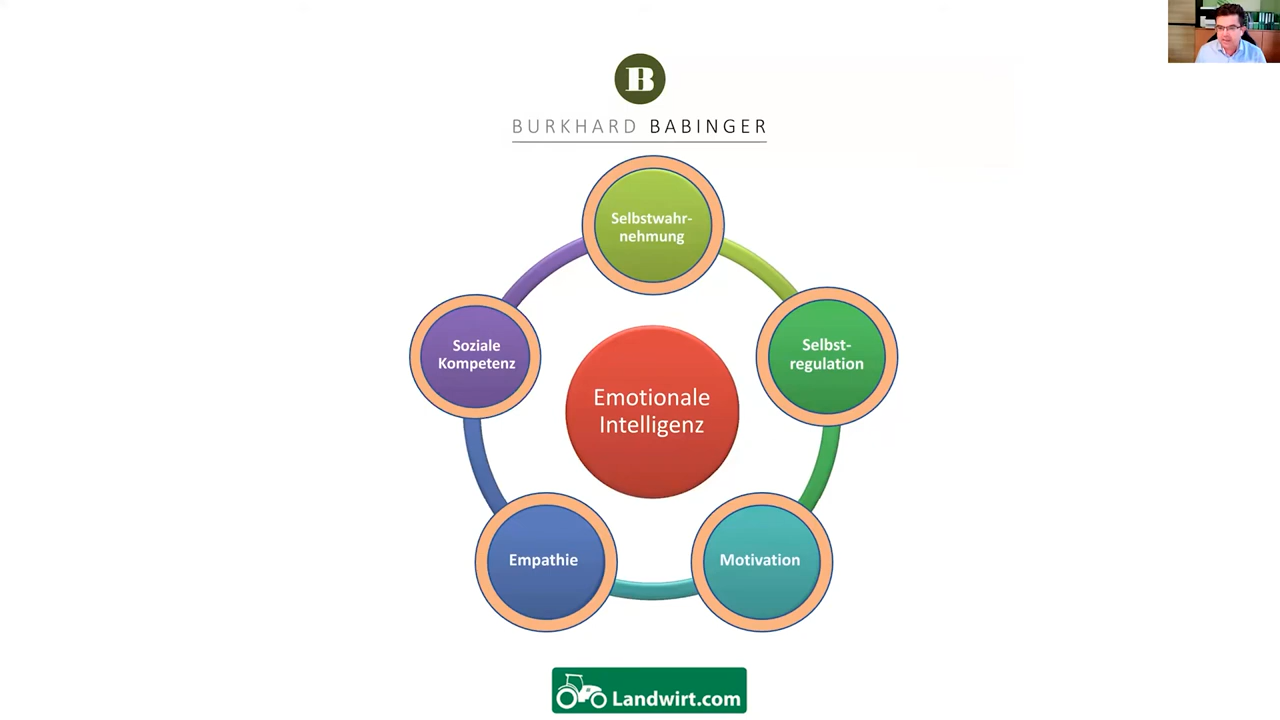 B
BURKHARD BABINGER
Selbstwahr-
nehmung
Soziale
Kompetenz
Selbst-
regulation
Emotionale
Intelligenz
Empathie
Motivation
Landwirt.com